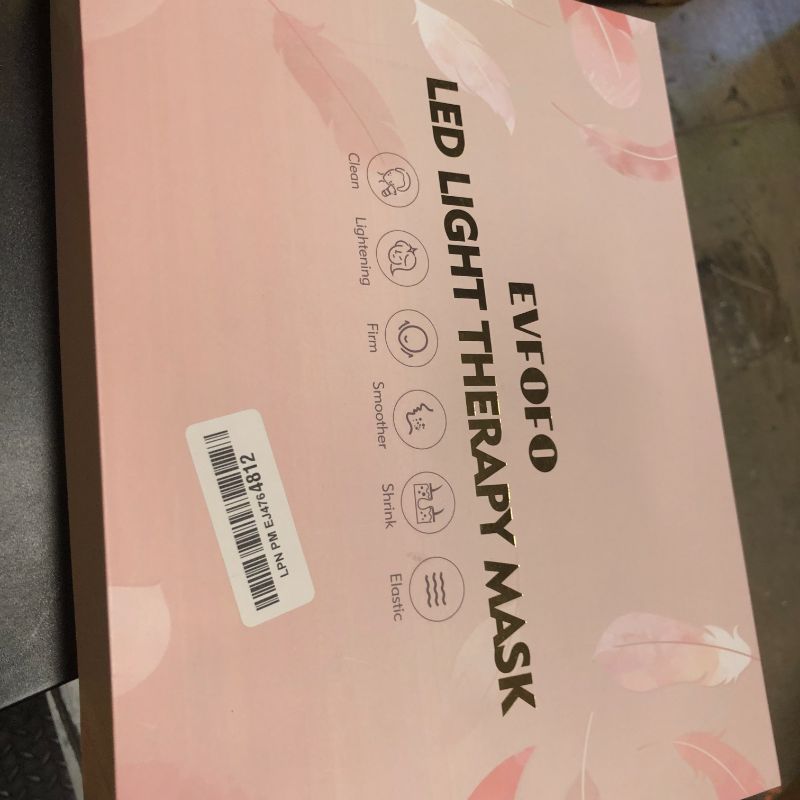 EVFOFO
LED LIGHT THERAPY MASK
Clean
Lightening
Firm
Smoother
Shrink
Elastic
LPN PM EJ4764812